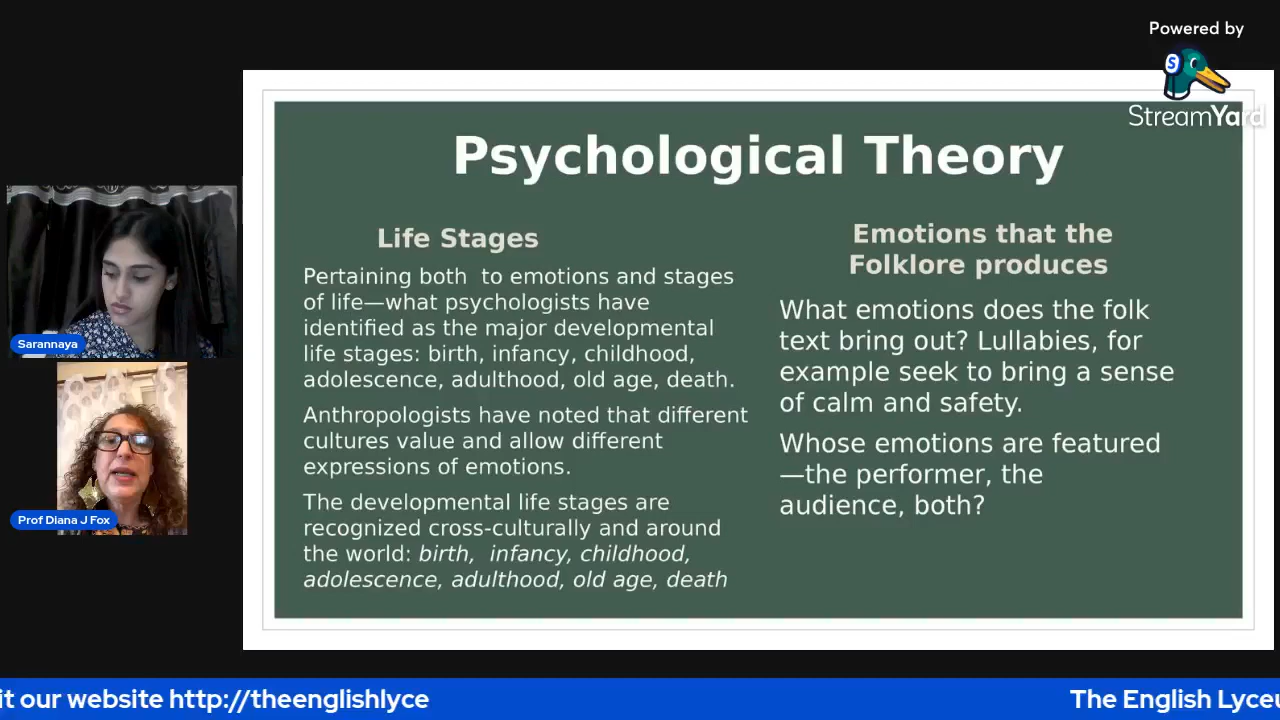 Powered by
S
StreamYard
Psychological Theory
Life Stages
Pertaining both  to emotions and stages
of life—what psychologists have
identified as the major developmental
life stages: birth, infancy, childhood,
adolescence, adulthood, old age, death.
Anthropologists have noted that different
cultures value and allow different
expressions of emotions.
The developmental life stages are
recognized cross-culturally and around
the world: birth,  infancy, childhood,
adolescence, adulthood, old age, death
Emotions that the
Folklore produces
What emotions does the folk
text bring out? Lullabies, for
example seek to bring a sense
of calm and safety.
Whose emotions are featured
—the performer, the
audience, both?
Sarannaya
Prof Diana J Fox
it our website http://theenglishlyce
The English Lyceu